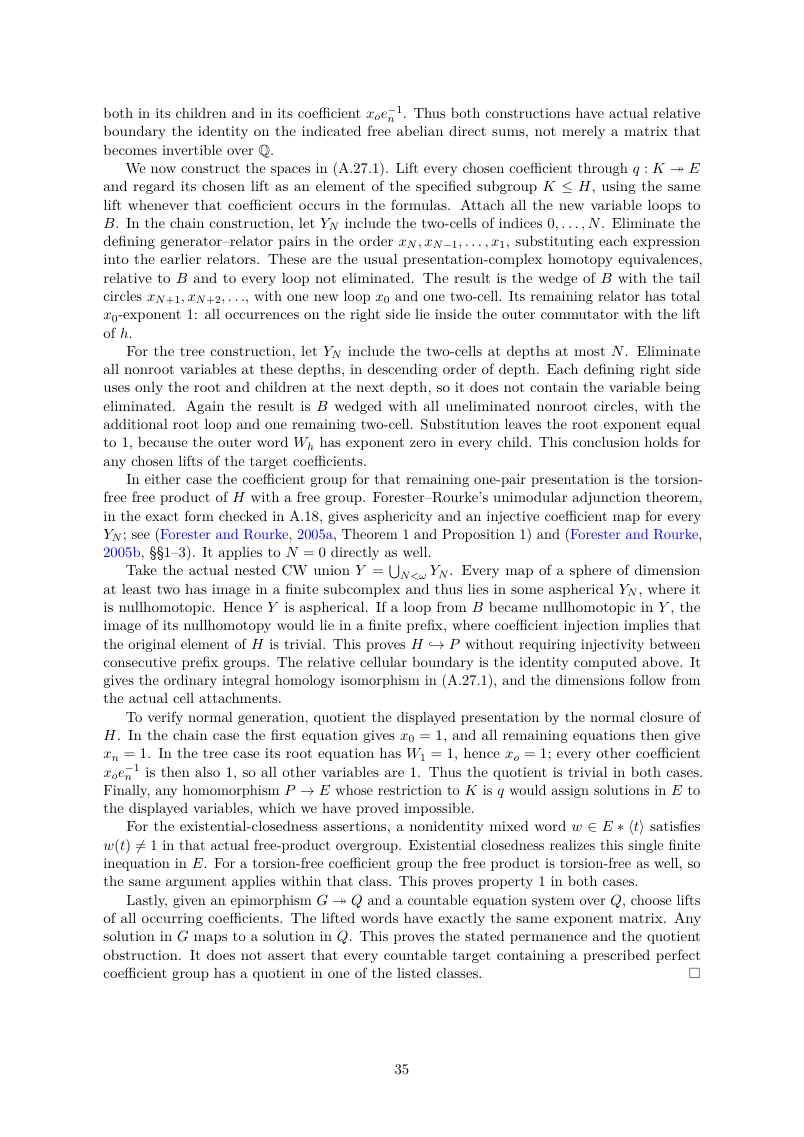 both in its children and in its coefficient xₒeₙ⁻¹. Thus both constructions have actual relative
boundary the identity on the indicated free abelian direct sums, not merely a matrix that
becomes invertible over ℚ.
We now construct the spaces in (A.27.1). Lift every chosen coefficient through q : K ↠ E
and regard its chosen lift as an element of the specified subgroup K ≤ H, using the same
lift whenever that coefficient occurs in the formulas. Attach all the new variable loops to
B. In the chain construction, let Y_N include the two-cells of indices 0, . . . , N. Eliminate the
defining generator–relator pairs in the order x_N, x_{N−1}, . . . , x₁, substituting each expression
into the earlier relators. These are the usual presentation-complex homotopy equivalences,
relative to B and to every loop not eliminated. The result is the wedge of B with the tail
circles x_{N+1}, x_{N+2}, . . ., with one new loop x₀ and one two-cell. Its remaining relator has total
x₀-exponent 1: all occurrences on the right side lie inside the outer commutator with the lift
of h.
For the tree construction, let Y_N include the two-cells at depths at most N. Eliminate
all nonroot variables at these depths, in descending order of depth. Each defining right side
uses only the root and children at the next depth, so it does not contain the variable being
eliminated. Again the result is B wedged with all uneliminated nonroot circles, with the
additional root loop and one remaining two-cell. Substitution leaves the root exponent equal
to 1, because the outer word W_h has exponent zero in every child. This conclusion holds for
any chosen lifts of the target coefficients.
In either case the coefficient group for that remaining one-pair presentation is the torsion-
free free product of H with a free group. Forester–Rourke's unimodular adjunction theorem,
in the exact form checked in A.18, gives asphericity and an injective coefficient map for every
Y_N; see (Forester and Rourke, 2005a, Theorem 1 and Proposition 1) and (Forester and Rourke,
2005b, §§1–3). It applies to N = 0 directly as well.
Take the actual nested CW union Y = ⋃_{N<ω} Y_N. Every map of a sphere of dimension
at least two has image in a finite subcomplex and thus lies in some aspherical Y_N, where it
is nullhomotopic. Hence Y is aspherical. If a loop from B became nullhomotopic in Y, the
image of its nullhomotopy would lie in a finite prefix, where coefficient injection implies that
the original element of H is trivial. This proves H ↪ P without requiring injectivity between
consecutive prefix groups. The relative cellular boundary is the identity computed above. It
gives the ordinary integral homology isomorphism in (A.27.1), and the dimensions follow from
the actual cell attachments.
To verify normal generation, quotient the displayed presentation by the normal closure of
H. In the chain case the first equation gives x₀ = 1, and all remaining equations then give
xₙ = 1. In the tree case its root equation has W₁ = 1, hence xₒ = 1; every other coefficient
xₒeₙ⁻¹ is then also 1, so all other variables are 1. Thus the quotient is trivial in both cases.
Finally, any homomorphism P → E whose restriction to K is q would assign solutions in E to
the displayed variables, which we have proved impossible.
For the existential-closedness assertions, a nonidentity mixed word w ∈ E ∗ ⟨t⟩ satisfies
w(t) ≠ 1 in that actual free-product overgroup. Existential closedness realizes this single finite
inequation in E. For a torsion-free coefficient group the free product is torsion-free as well, so
the same argument applies within that class. This proves property 1 in both cases.
Lastly, given an epimorphism G ↠ Q and a countable equation system over Q, choose lifts
of all occurring coefficients. The lifted words have exactly the same exponent matrix. Any
solution in G maps to a solution in Q. This proves the stated permanence and the quotient
obstruction. It does not assert that every countable target containing a prescribed perfect
coefficient group has a quotient in one of the listed classes. □
35